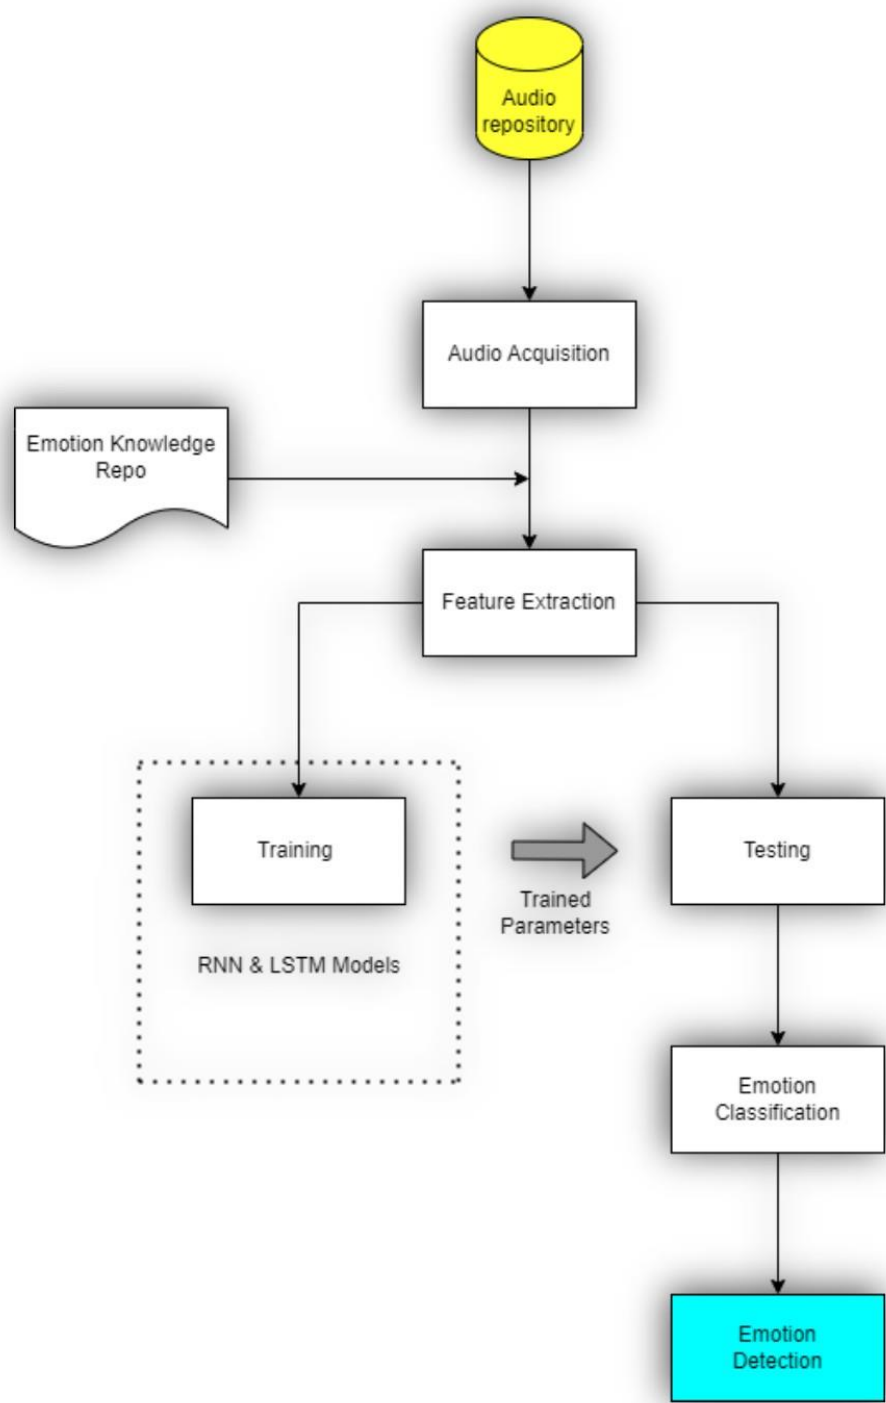 Audio
repository
Audio Acquisition
Emotion Knowledge
Repo
Feature Extraction
Training
RNN & LSTM Models
Trained
Parameters
Testing
Emotion
Classification
Emotion
Detection